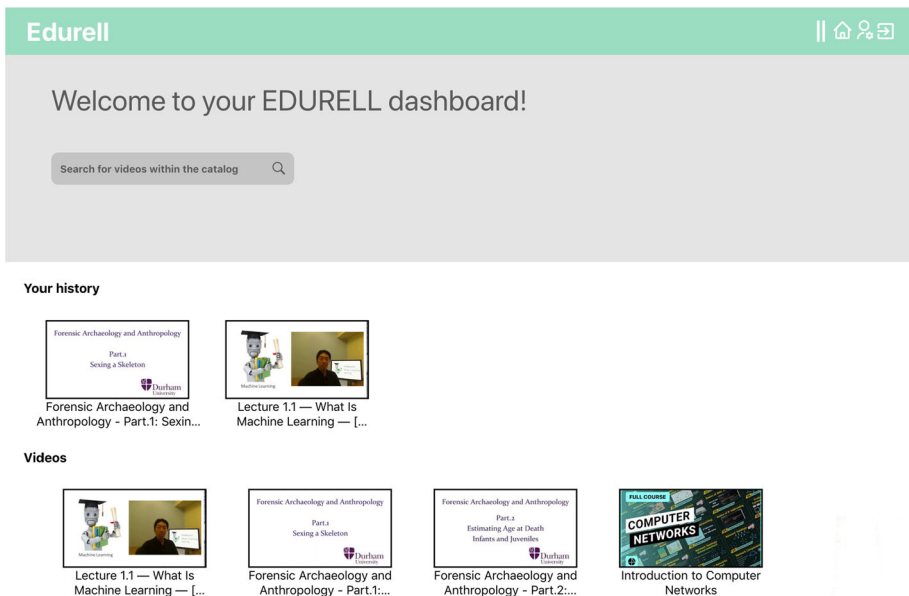 Edurell
Welcome to your EDURELL dashboard!
Search for videos within the catalog
Your history
Forensic Archaeology and Anthropology
Part.1
Sexing a Skeleton
Durham
University
Machine Learning
Forensic Archaeology and
Anthropology - Part.1: Sexin...
Lecture 1.1 — What Is
Machine Learning — [...
Videos
Machine Learning
Forensic Archaeology and Anthropology
Part.1
Sexing a Skeleton
Durham
University
Forensic Archaeology and Anthropology
Part.2
Estimating Age at Death
Infants and Juveniles
Durham
University
FULL COURSE
COMPUTER
NETWORKS
Lecture 1.1 — What Is
Machine Learning — [...
Forensic Archaeology and
Anthropology - Part.1:...
Forensic Archaeology and
Anthropology - Part.2:...
Introduction to Computer
Networks